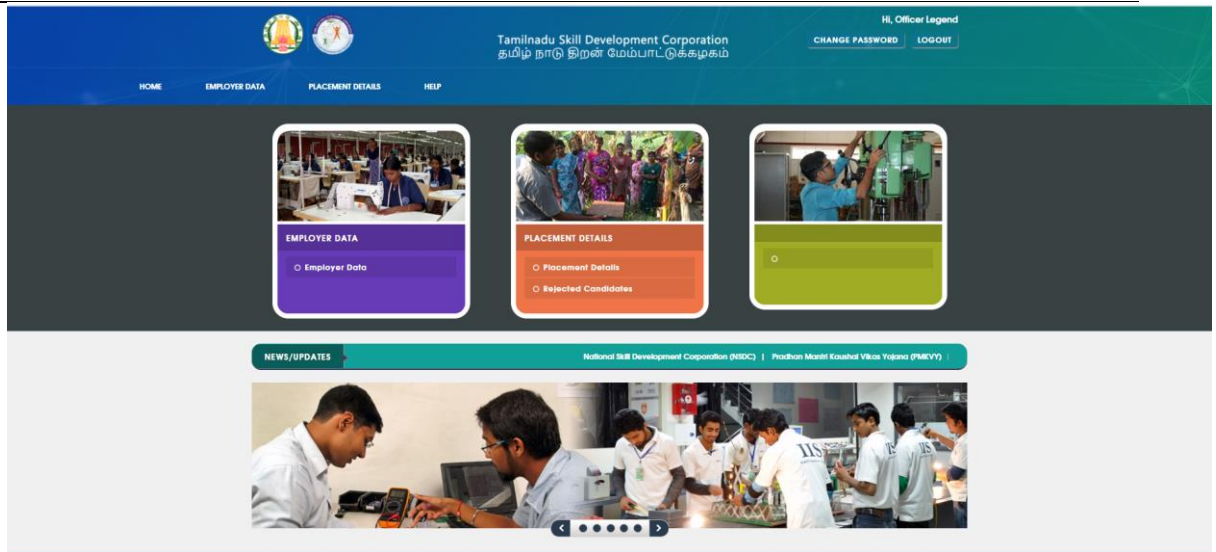 Hi, Officer Legend
Tamilnadu Skill Development Corporation
CHANGE PASSWORD LOGOUT
தமிழ் நாடு திறன் மேம்பாட்டுக்கழகம்
HOME EMPLOYER DATA PLACEMENT DETAILS HELP
EMPLOYER DATA
Employer Data
PLACEMENT DETAILS
Placement Details
Rejected Candidates
NEWS/UPDATES
National Skill Development Corporation (NSDC) | Pradhan Mantri Kaushal Vikas Yojana (PMKVY) |
IIS
IIS